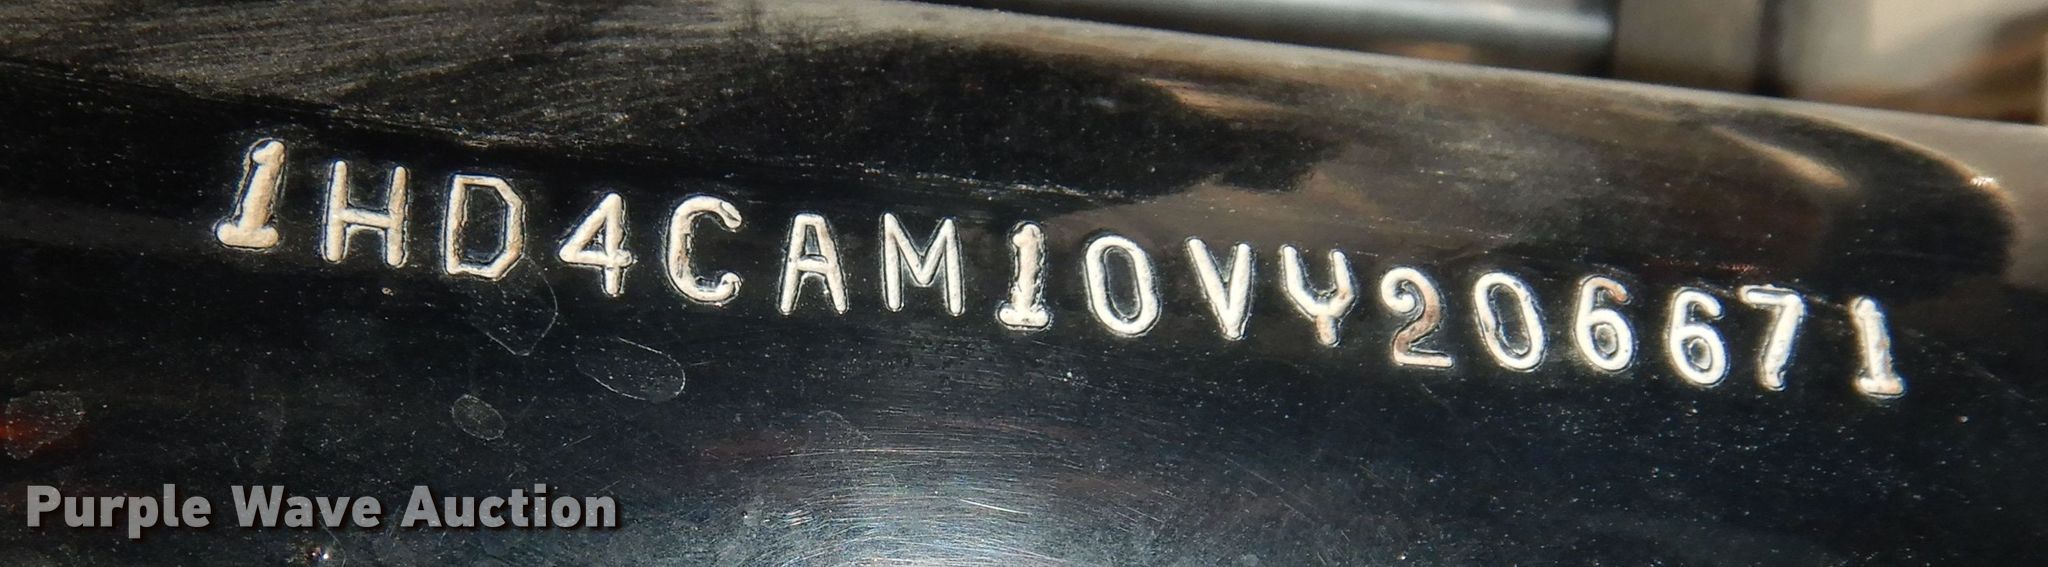 1HD4CAM10VY206671
Purple Wave Auction